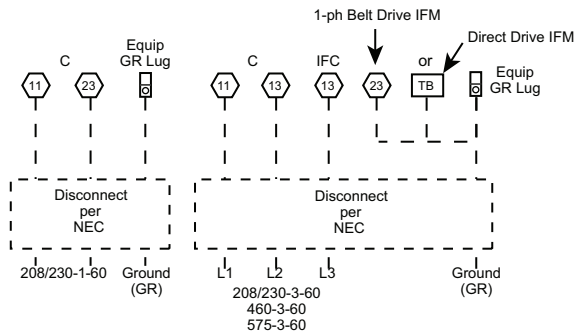 1-ph Belt Drive IFM
Direct Drive IFM
C
Equip
GR Lug
C
IFC
or
Equip
GR Lug
11
23
11
13
13
23
TB
Disconnect
per
NEC
Disconnect
per
NEC
208/230-1-60
Ground
(GR)
L1
L2
L3
Ground
(GR)
208/230-3-60
460-3-60
575-3-60